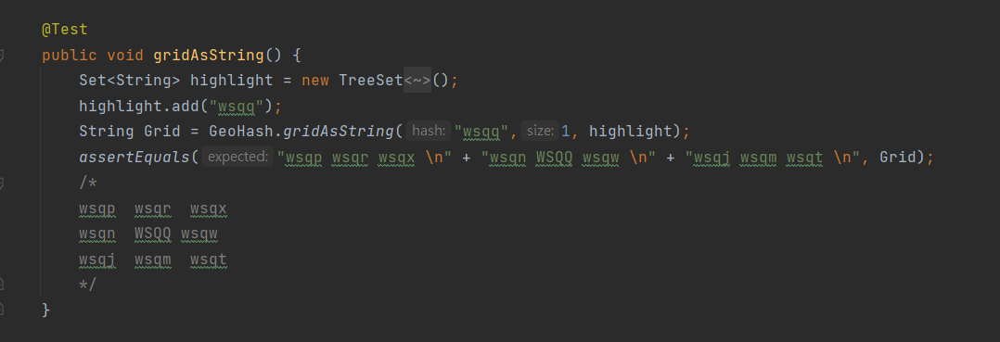 @Test
public void gridAsString() {
Set<String> highlight = new TreeSet<~>();
highlight.add("wsqq");
String Grid = GeoHash.gridAsString( hash: "wsqq", size: 1, highlight);
assertEquals( expected: "wsqp wsqr wsqx \n" + "wsqn WSQQ wsqw \n" + "wsqj wsqm wsqt \n", Grid);
/*
wsqp  wsqr  wsqx
wsqn  WSQQ wsqw
wsqj  wsqm  wsqt
*/
}